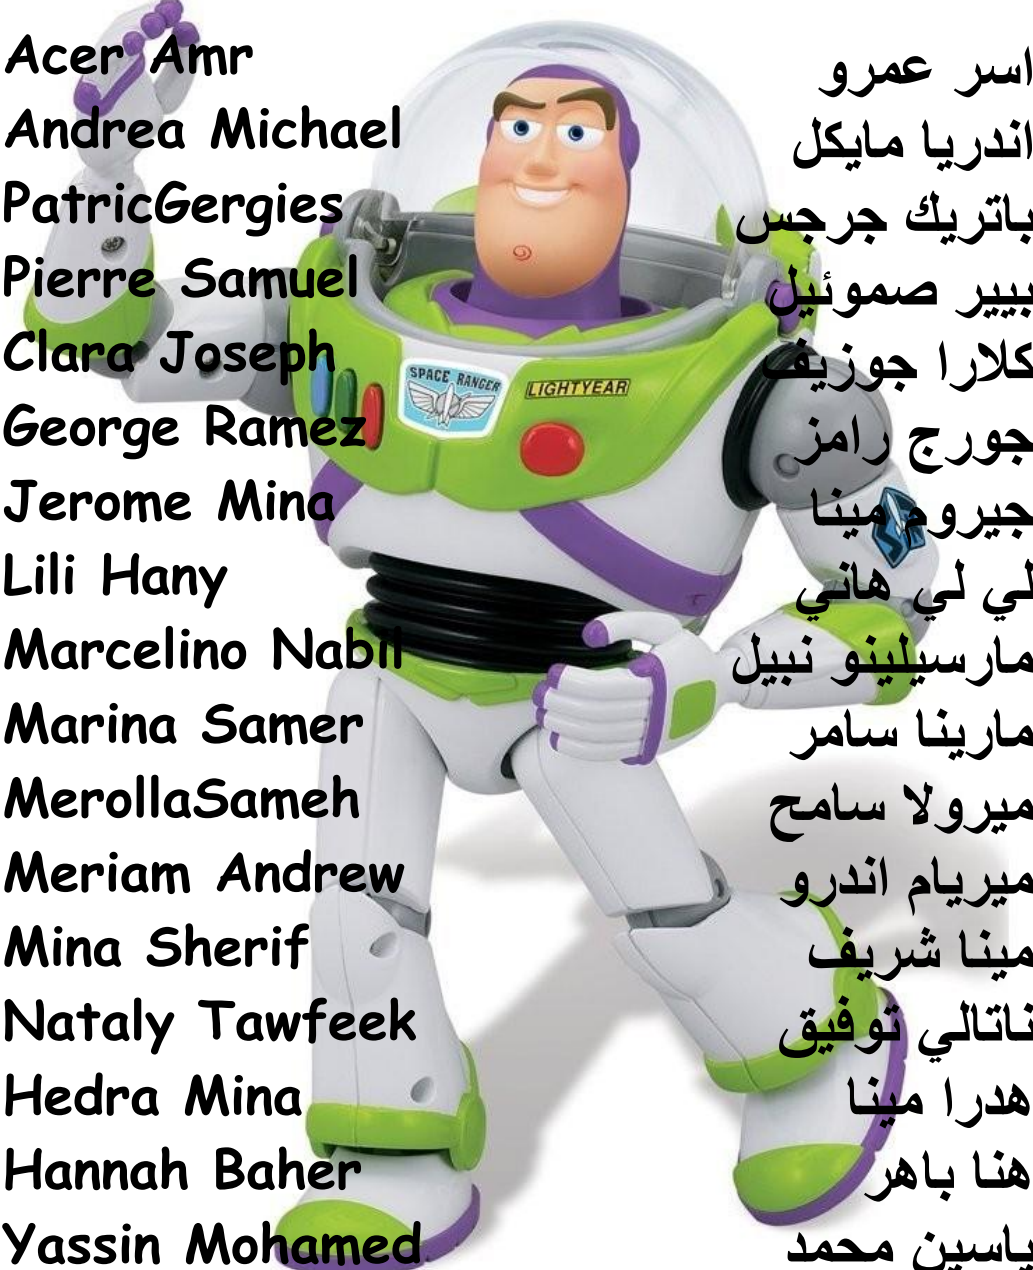 Acer Amr
اسر عمرو
Andrea Michael
اندريا مايكل
PatricGergies
باتريك جرجس
Pierre Samuel
بيير صموئيل
Clara Joseph
كلارا جوزيف
SPACE RANGER
LIGHTYEAR
George Ramez
جورج رامز
Jerome Mina
جيروم مينا
Lili Hany
لي لي هاني
Marcelino Nabil
مارسيلينو نبيل
Marina Samer
مارينا سامر
MerollaSameh
ميرولا سامح
Meriam Andrew
ميريام اندرو
Mina Sherif
مينا شريف
Nataly Tawfeek
ناتالي توفيق
Hedra Mina
هدرا مينا
Hannah Baher
هنا باهر
Yassin Mohamed
ياسين محمد